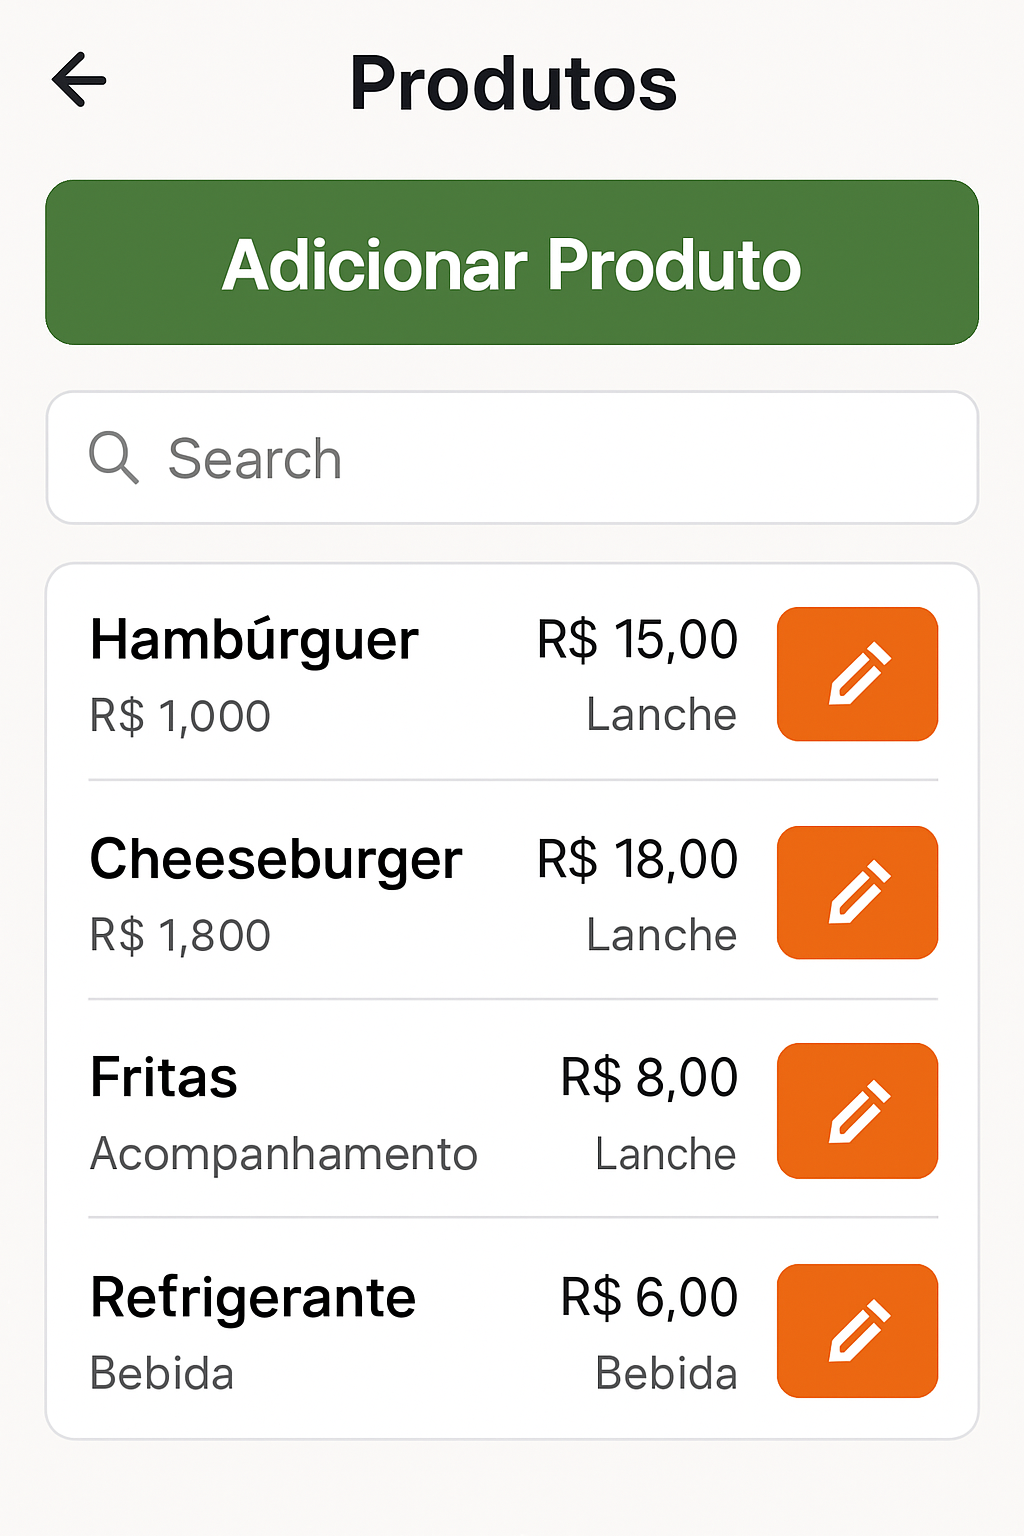 Produtos
Adicionar Produto
Search
Hambúrguer R$ 15,00
R$ 1,000 Lanche
Cheeseburger R$ 18,00
R$ 1,800 Lanche
Fritas R$ 8,00
Acompanhamento Lanche
Refrigerante R$ 6,00
Bebida Bebida